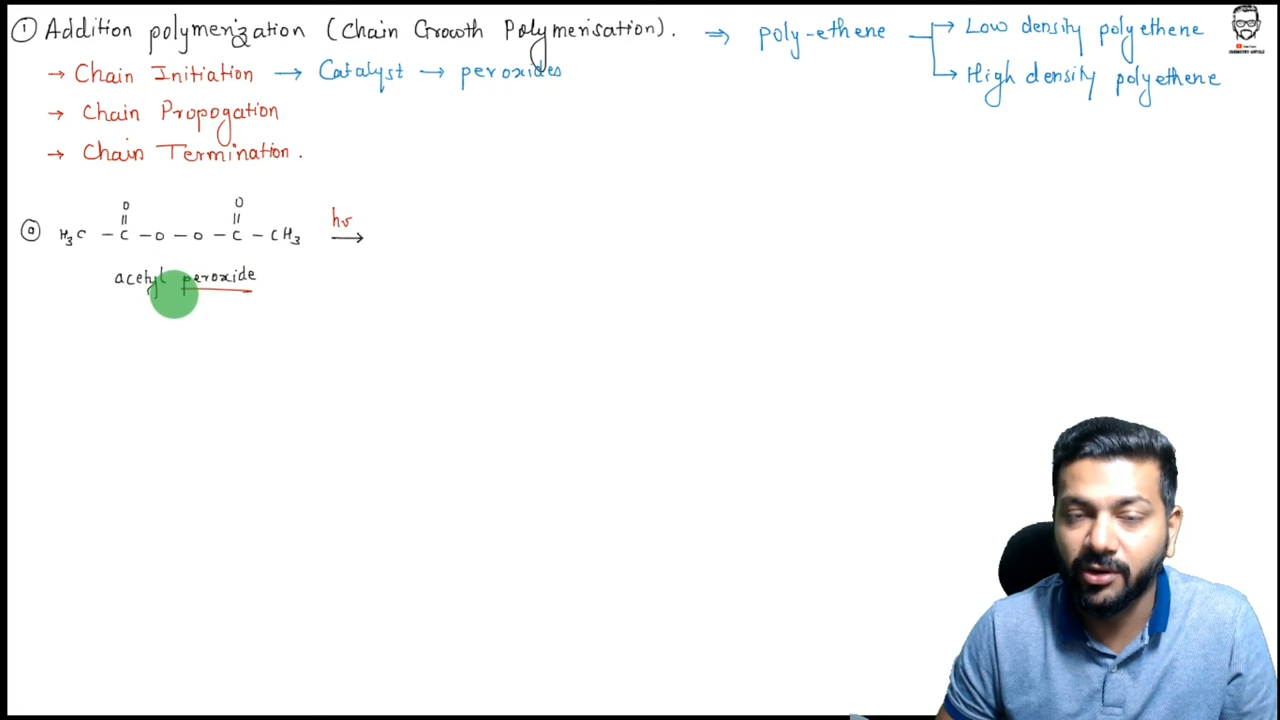 ① Addition polymerization (Chain Growth Polymerisation). ⇒ poly-ethene → Low density polyethene
→ High density polyethene
→ Chain Initiation → Catalyst → peroxides
→ Chain Propogation
→ Chain Termination.
O O
|| ||
ⓐ H3C – C – O – O – C – CH3 hν →
acetyl peroxide